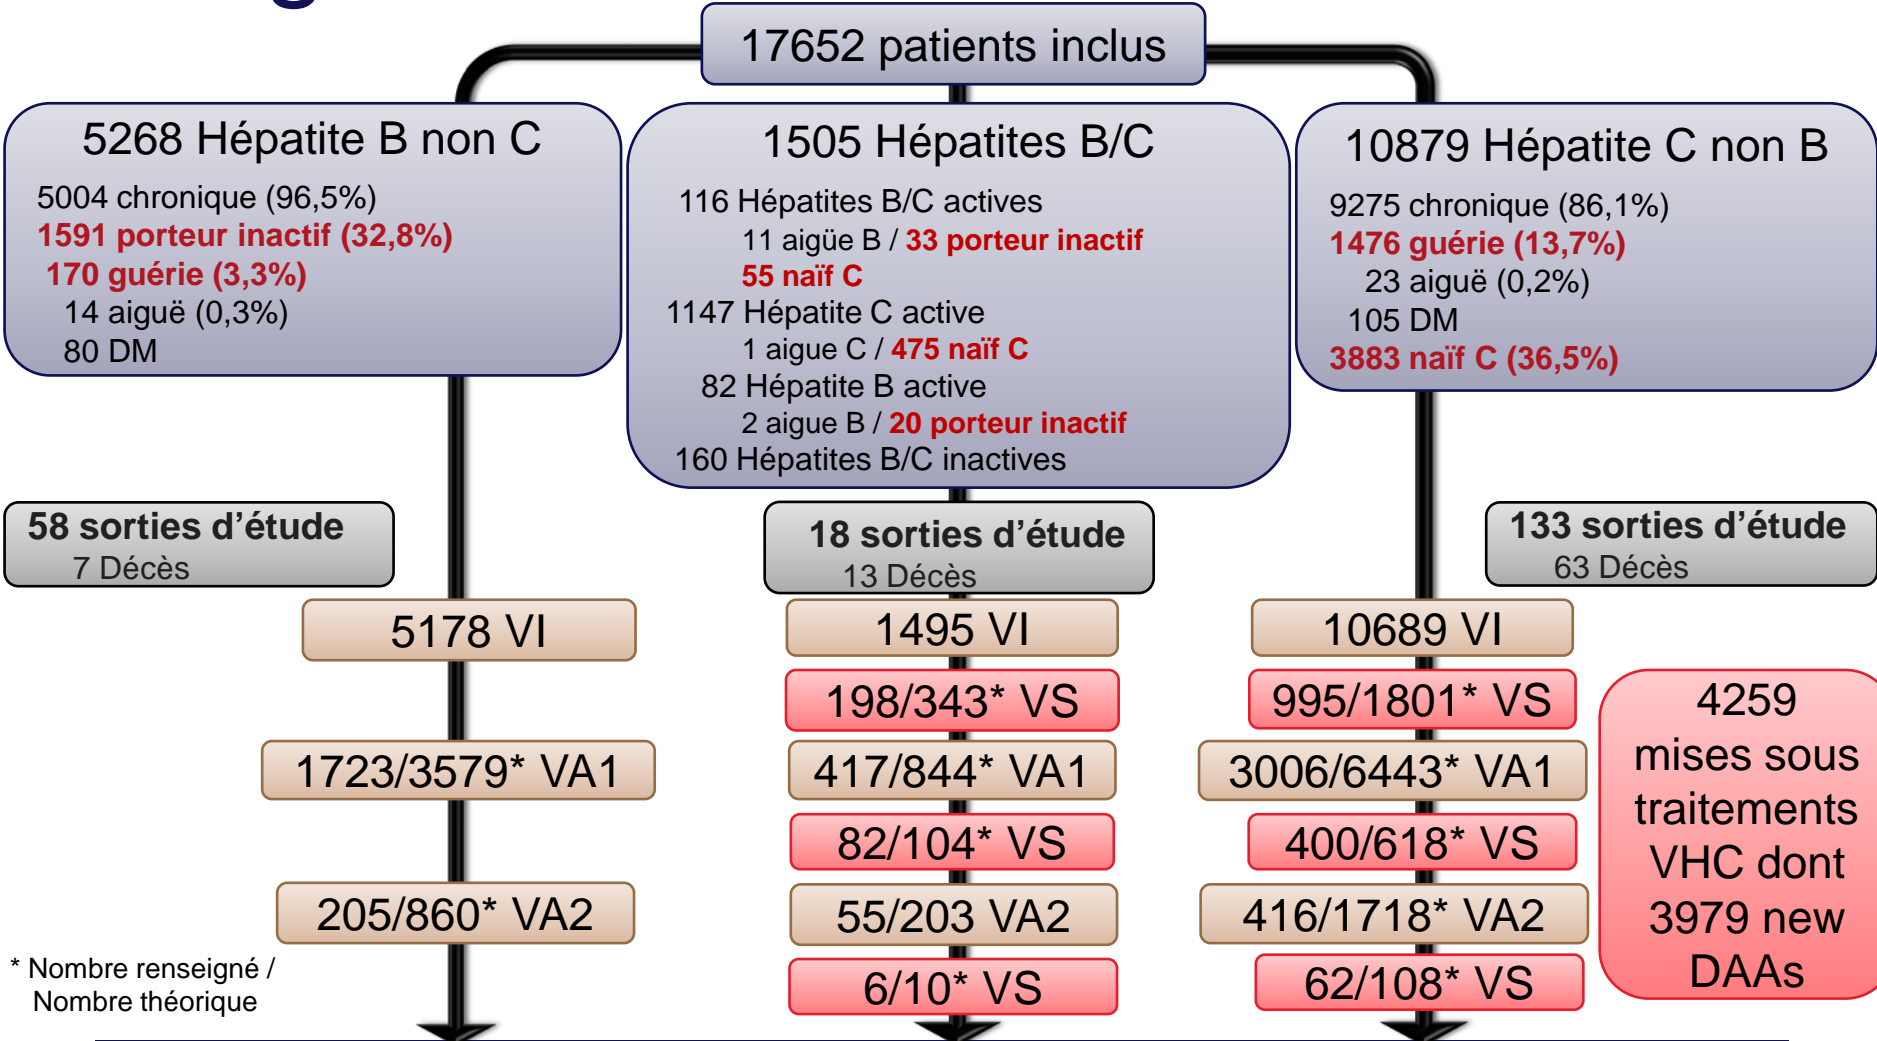 17652 patients inclus
5268 Hépatite B non C
5004 chronique (96,5%)
1591 porteur inactif (32,8%)
170 guérie (3,3%)
14 aiguë (0,3%)
80 DM
1505 Hépatites B/C
116 Hépatites B/C actives
11 aigüe B / 33 porteur inactif
55 naïf C
1147 Hépatite C active
1 aigue C / 475 naïf C
82 Hépatite B active
2 aigue B / 20 porteur inactif
160 Hépatites B/C inactives
10879 Hépatite C non B
9275 chronique (86,1%)
1476 guérie (13,7%)
23 aiguë (0,2%)
105 DM
3883 naïf C (36,5%)
58 sorties d’étude
7 Décès
18 sorties d’étude
13 Décès
133 sorties d’étude
63 Décès
5178 VI
1495 VI
10689 VI
198/343* VS
995/1801* VS
1723/3579* VA1
417/844* VA1
3006/6443* VA1
82/104* VS
400/618* VS
205/860* VA2
55/203 VA2
416/1718* VA2
6/10* VS
62/108* VS
4259
mises sous
traitements
VHC dont
3979 new
DAAs
* Nombre renseigné /
Nombre théorique